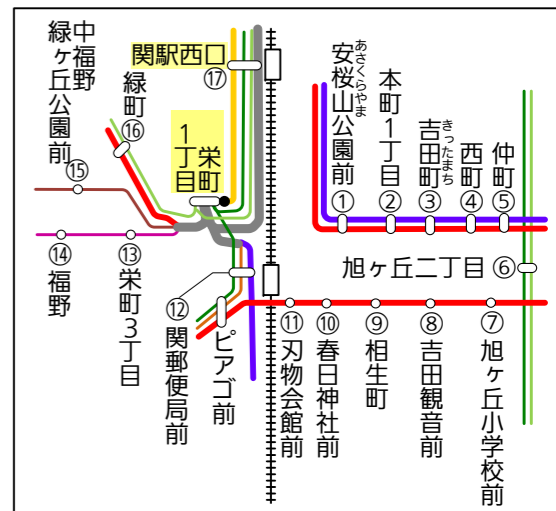 関駅西口
⑰
栄町
1丁目
中福野
緑ヶ丘公園前
⑮
緑町
⑯
⑭
福野
⑬
栄町3丁目
⑫
関郵便局前
ピアゴ前
あさくらやま
安桜山公園前
①
本町1丁目
②
きったまち
吉田町
③
西町
④
仲町
⑤
旭ヶ丘二丁目 ⑥
⑪
刃物会館前
⑩
春日神社前
⑨
相生町
⑧
吉田観音前
⑦
旭ヶ丘小学校前